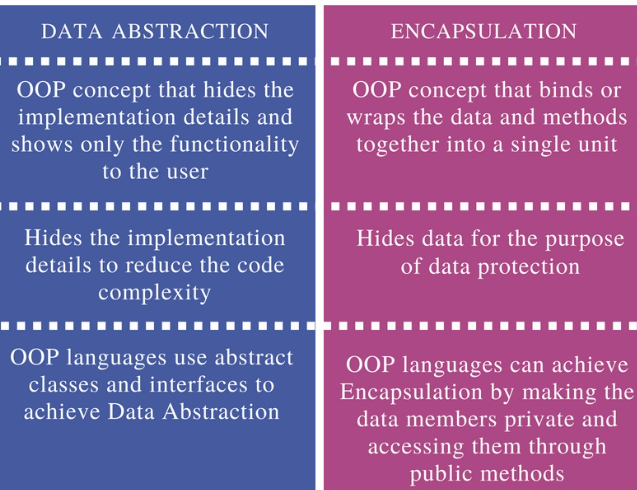 DATA ABSTRACTION
OOP concept that hides the
implementation details and
shows only the functionality
to the user
Hides the implementation
details to reduce the code
complexity
OOP languages use abstract
classes and interfaces to
achieve Data Abstraction
ENCAPSULATION
OOP concept that binds or
wraps the data and methods
together into a single unit
Hides data for the purpose
of data protection
OOP languages can achieve
Encapsulation by making the
data members private and
accessing them through
public methods